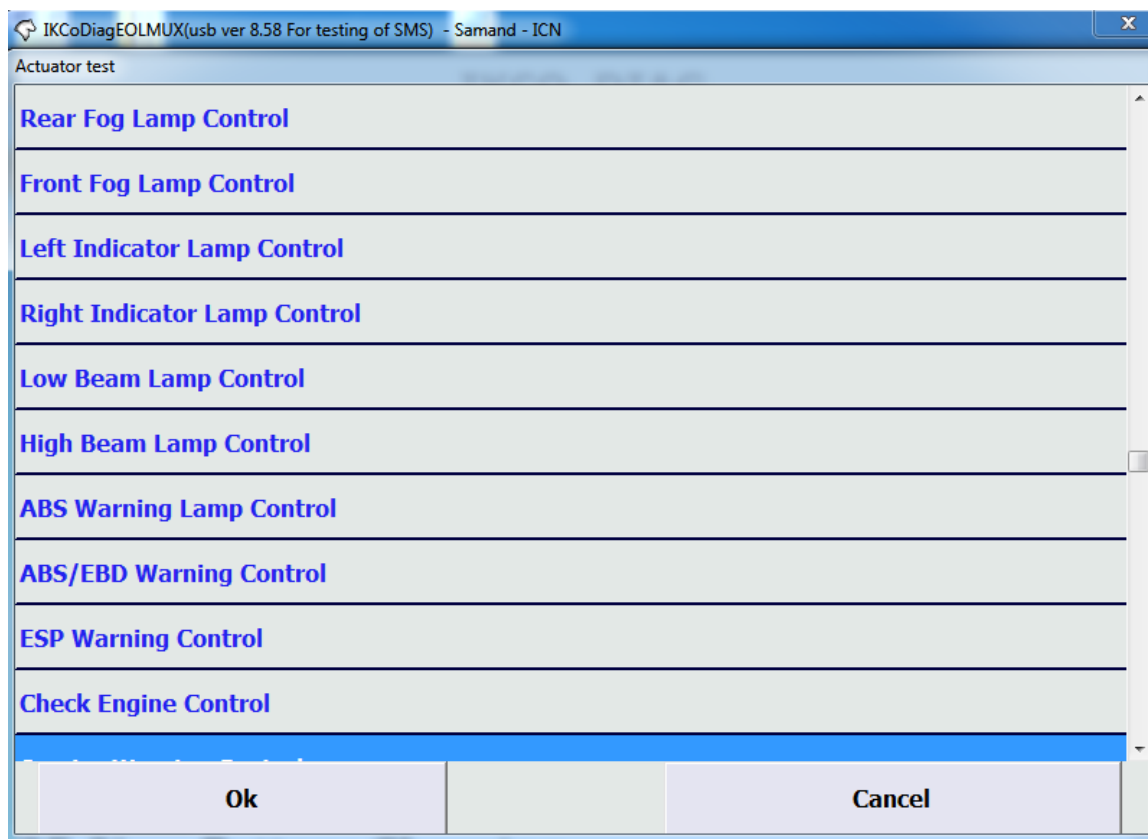 IKCoDiagEOLMUX(usb ver 8.58 For testing of SMS) - Samand - ICN
Actuator test
Rear Fog Lamp Control
Front Fog Lamp Control
Left Indicator Lamp Control
Right Indicator Lamp Control
Low Beam Lamp Control
High Beam Lamp Control
ABS Warning Lamp Control
ABS/EBD Warning Control
ESP Warning Control
Check Engine Control
Ok
Cancel